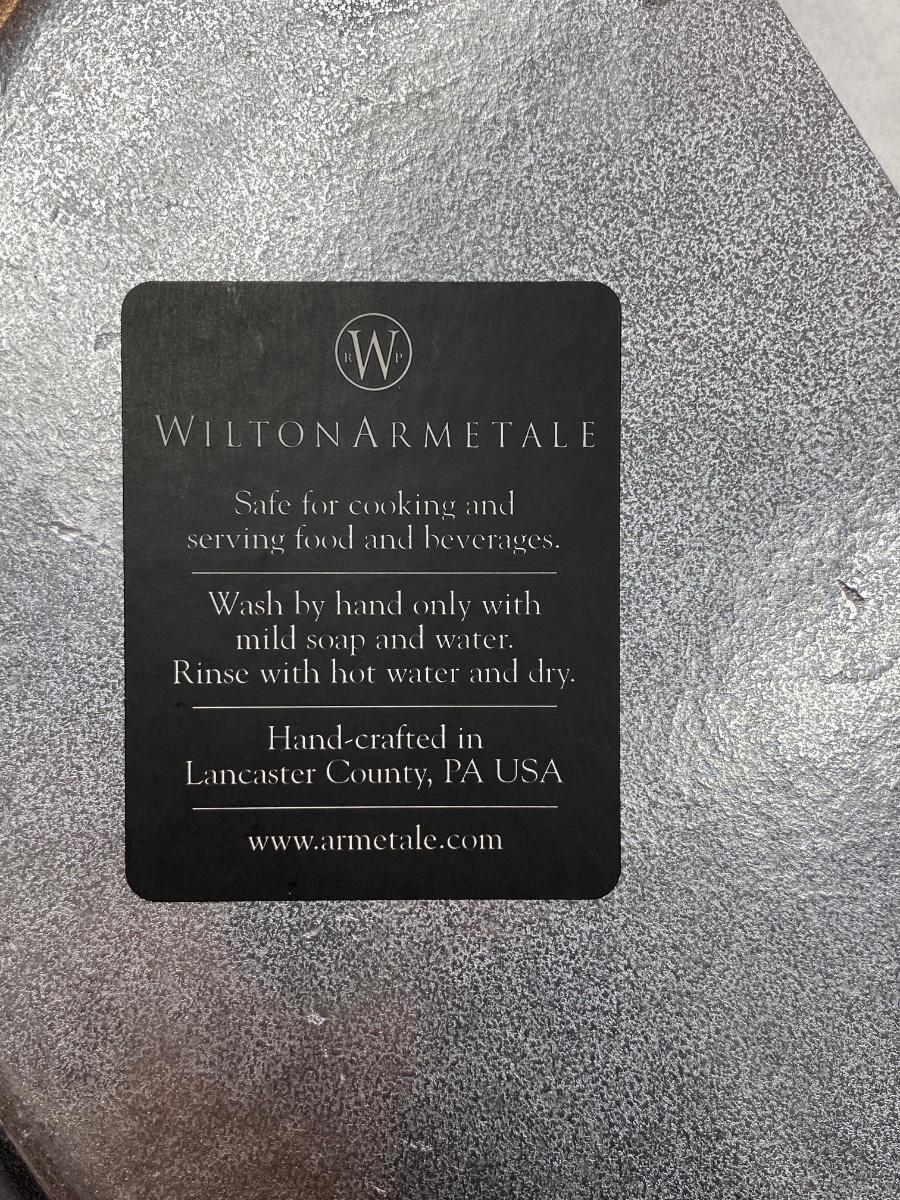 R W P
WILTONARMETALE
Safe for cooking and
serving food and beverages.
Wash by hand only with
mild soap and water.
Rinse with hot water and dry.
Hand-crafted in
Lancaster County, PA USA
www.armetale.com